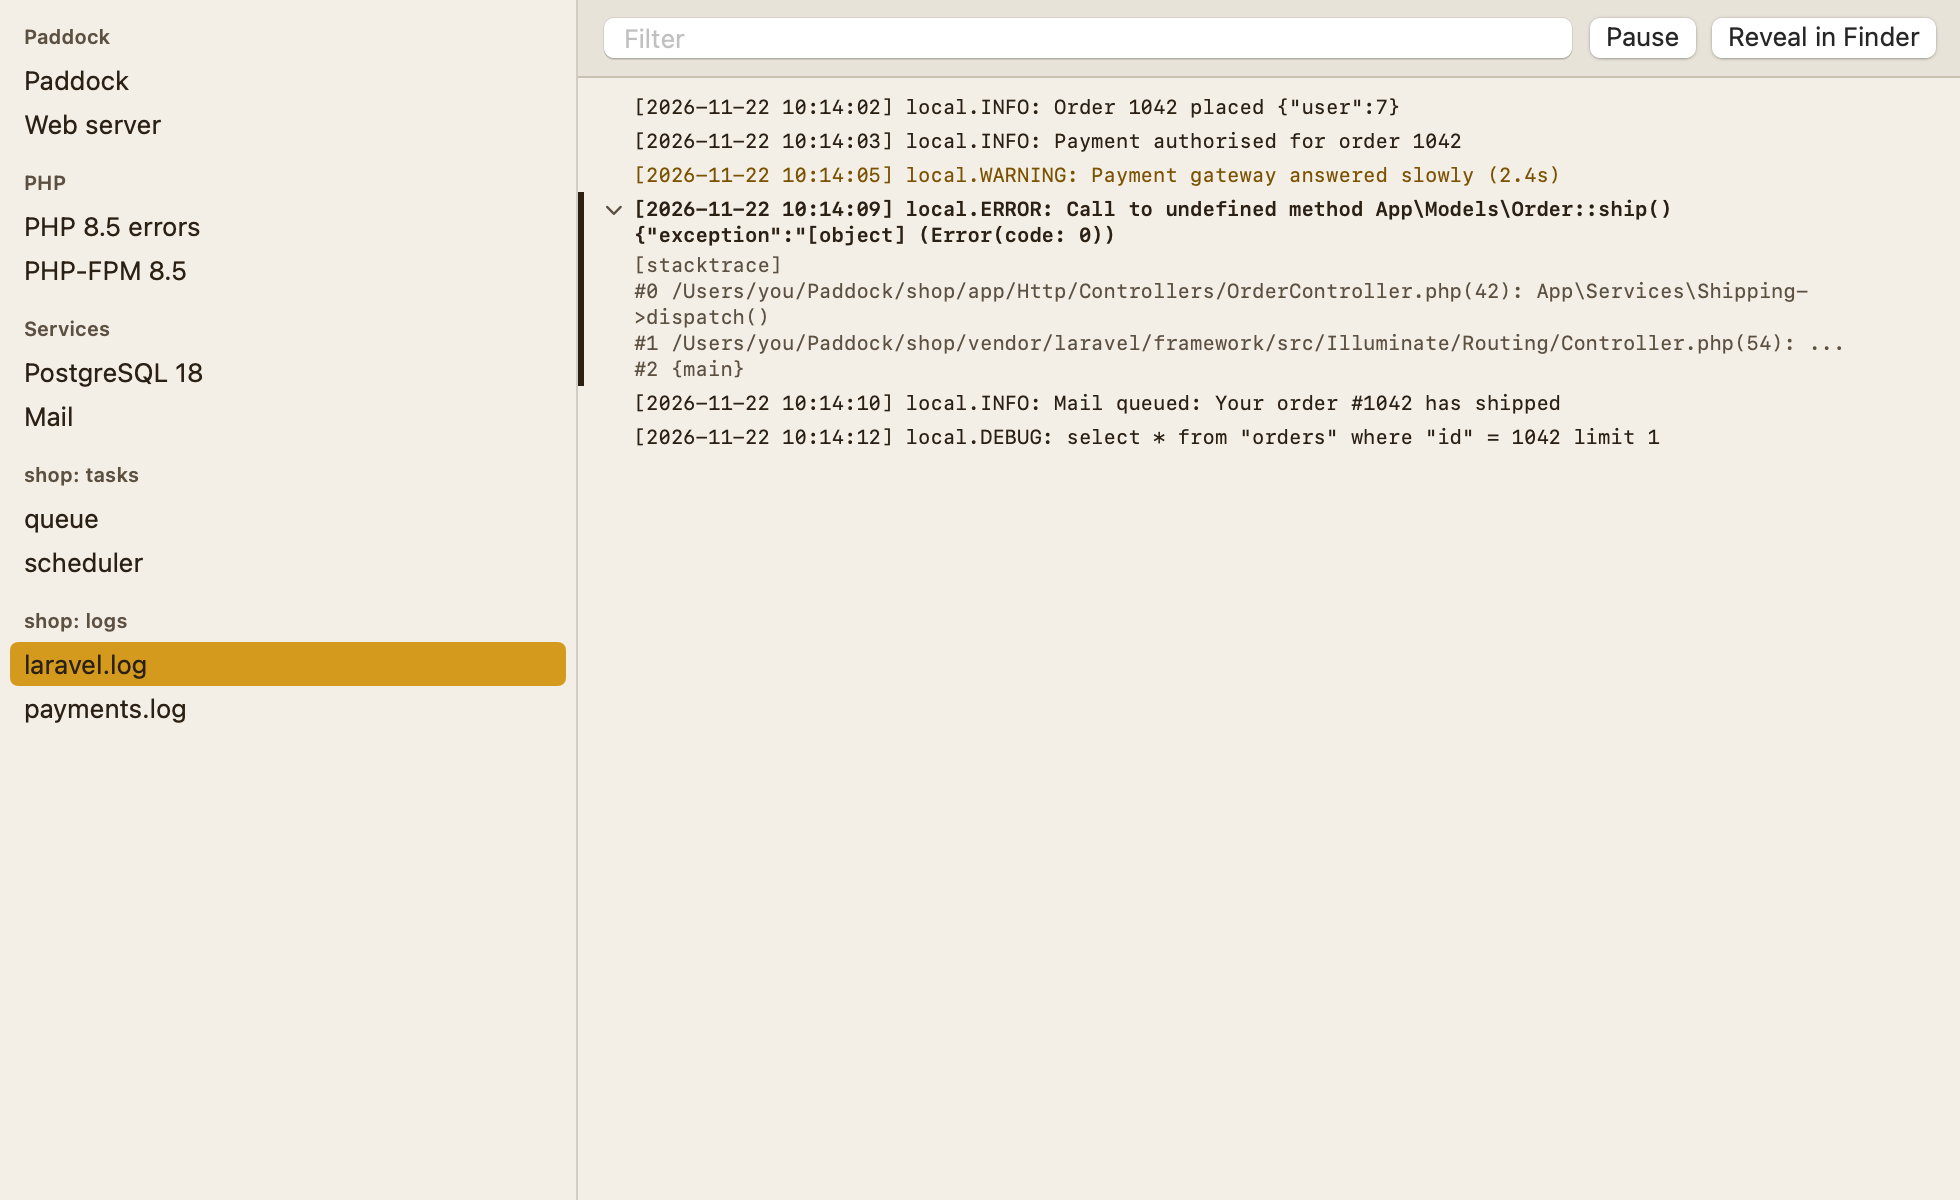 Paddock
Paddock
Web server
PHP
PHP 8.5 errors
PHP-FPM 8.5
Services
PostgreSQL 18
Mail
shop: tasks
queue
scheduler
shop: logs
laravel.log
payments.log
Filter
Pause
Reveal in Finder
[2026-11-22 10:14:02] local.INFO: Order 1042 placed {"user":7}
[2026-11-22 10:14:03] local.INFO: Payment authorised for order 1042
[2026-11-22 10:14:05] local.WARNING: Payment gateway answered slowly (2.4s)
[2026-11-22 10:14:09] local.ERROR: Call to undefined method App\Models\Order::ship()
{"exception":"[object] (Error(code: 0))
[stacktrace]
#0 /Users/you/Paddock/shop/app/Http/Controllers/OrderController.php(42): App\Services\Shipping-
>dispatch()
#1 /Users/you/Paddock/shop/vendor/laravel/framework/src/Illuminate/Routing/Controller.php(54): ...
#2 {main}
[2026-11-22 10:14:10] local.INFO: Mail queued: Your order #1042 has shipped
[2026-11-22 10:14:12] local.DEBUG: select * from "orders" where "id" = 1042 limit 1